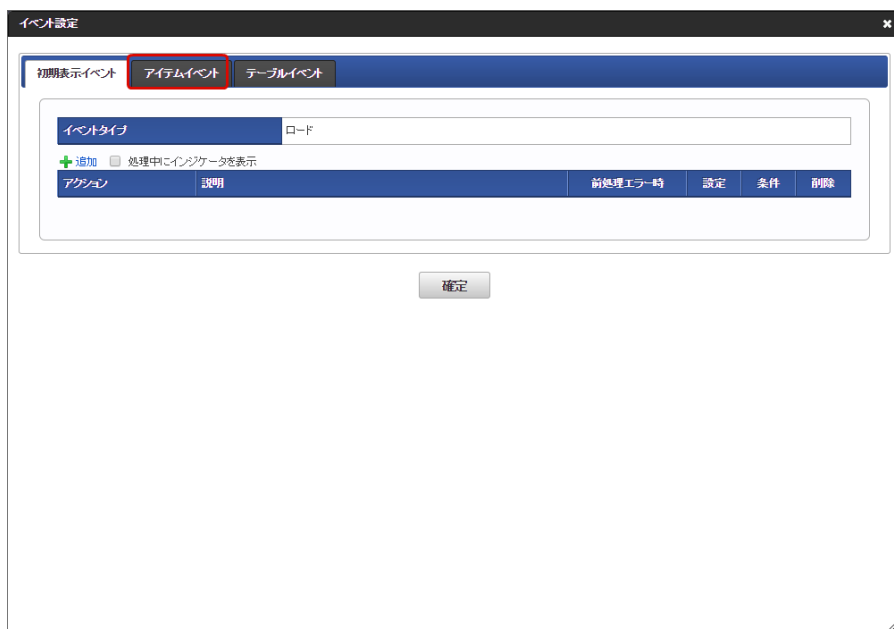 イベント設定
初期表示イベント アイテムイベント テーブルイベント
イベントタイプ ロード
追加 処理中にインジケータを表示
アクション 説明 前処理エラー時 設定 条件 削除
確定